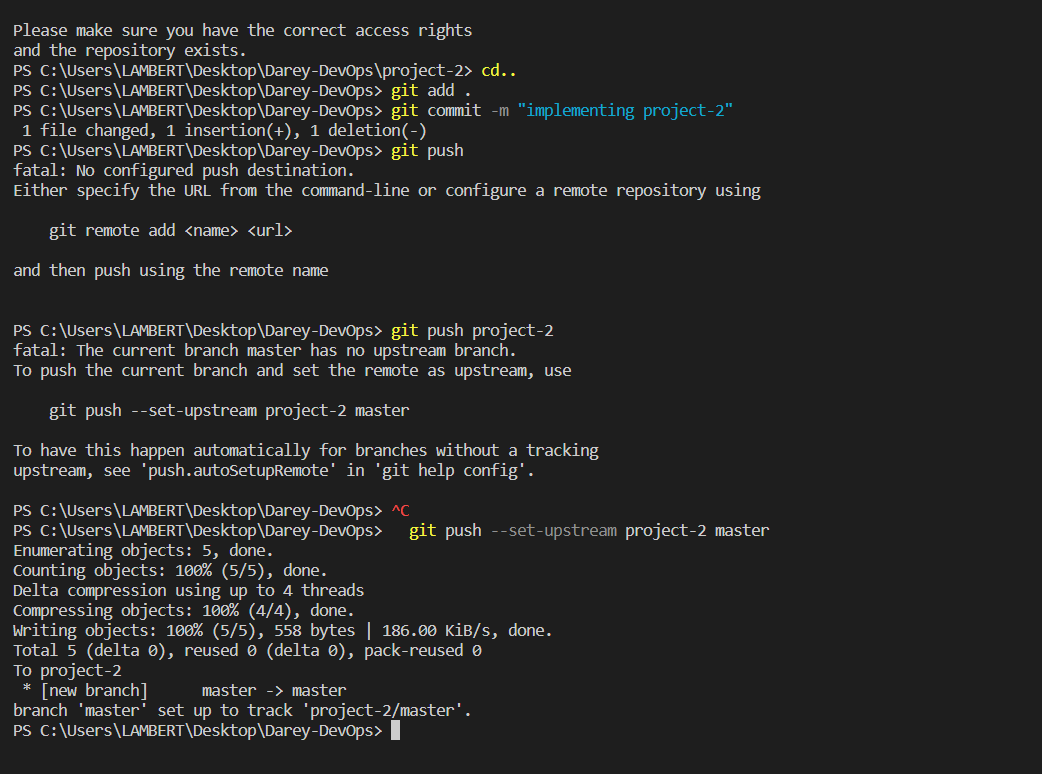 Please make sure you have the correct access rights
and the repository exists.
PS C:\Users\LAMBERT\Desktop\Darey-DevOps\project-2> cd..
PS C:\Users\LAMBERT\Desktop\Darey-DevOps> git add .
PS C:\Users\LAMBERT\Desktop\Darey-DevOps> git commit -m "implementing project-2"
 1 file changed, 1 insertion(+), 1 deletion(-)
PS C:\Users\LAMBERT\Desktop\Darey-DevOps> git push
fatal: No configured push destination.
Either specify the URL from the command-line or configure a remote repository using
    git remote add <name> <url>
and then push using the remote name
PS C:\Users\LAMBERT\Desktop\Darey-DevOps> git push project-2
fatal: The current branch master has no upstream branch.
To push the current branch and set the remote as upstream, use
    git push --set-upstream project-2 master
To have this happen automatically for branches without a tracking
upstream, see 'push.autoSetupRemote' in 'git help config'.
PS C:\Users\LAMBERT\Desktop\Darey-DevOps> ^C
PS C:\Users\LAMBERT\Desktop\Darey-DevOps>   git push --set-upstream project-2 master
Enumerating objects: 5, done.
Counting objects: 100% (5/5), done.
Delta compression using up to 4 threads
Compressing objects: 100% (4/4), done.
Writing objects: 100% (5/5), 558 bytes | 186.00 KiB/s, done.
Total 5 (delta 0), reused 0 (delta 0), pack-reused 0
To project-2
 * [new branch]      master -> master
branch 'master' set up to track 'project-2/master'.
PS C:\Users\LAMBERT\Desktop\Darey-DevOps>